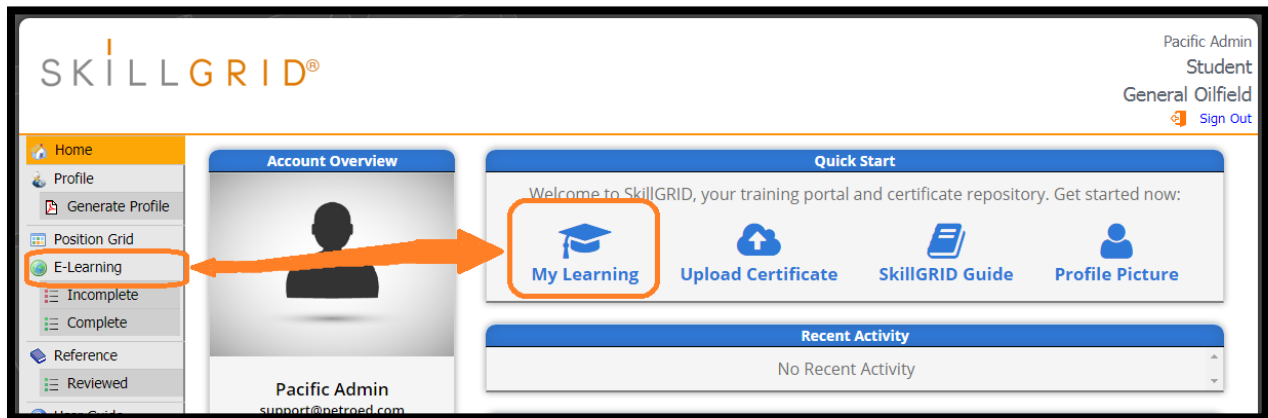 SKILLGRID®
Pacific Admin
Student
General Oilfield
Sign Out
Home
Profile
Generate Profile
Position Grid
E-Learning
Incomplete
Complete
Reference
Reviewed
User Guide
Account Overview
Pacific Admin
support@petroed.com
Quick Start
Welcome to SkillGRID, your training portal and certificate repository. Get started now:
My Learning
Upload Certificate
SkillGRID Guide
Profile Picture
Recent Activity
No Recent Activity